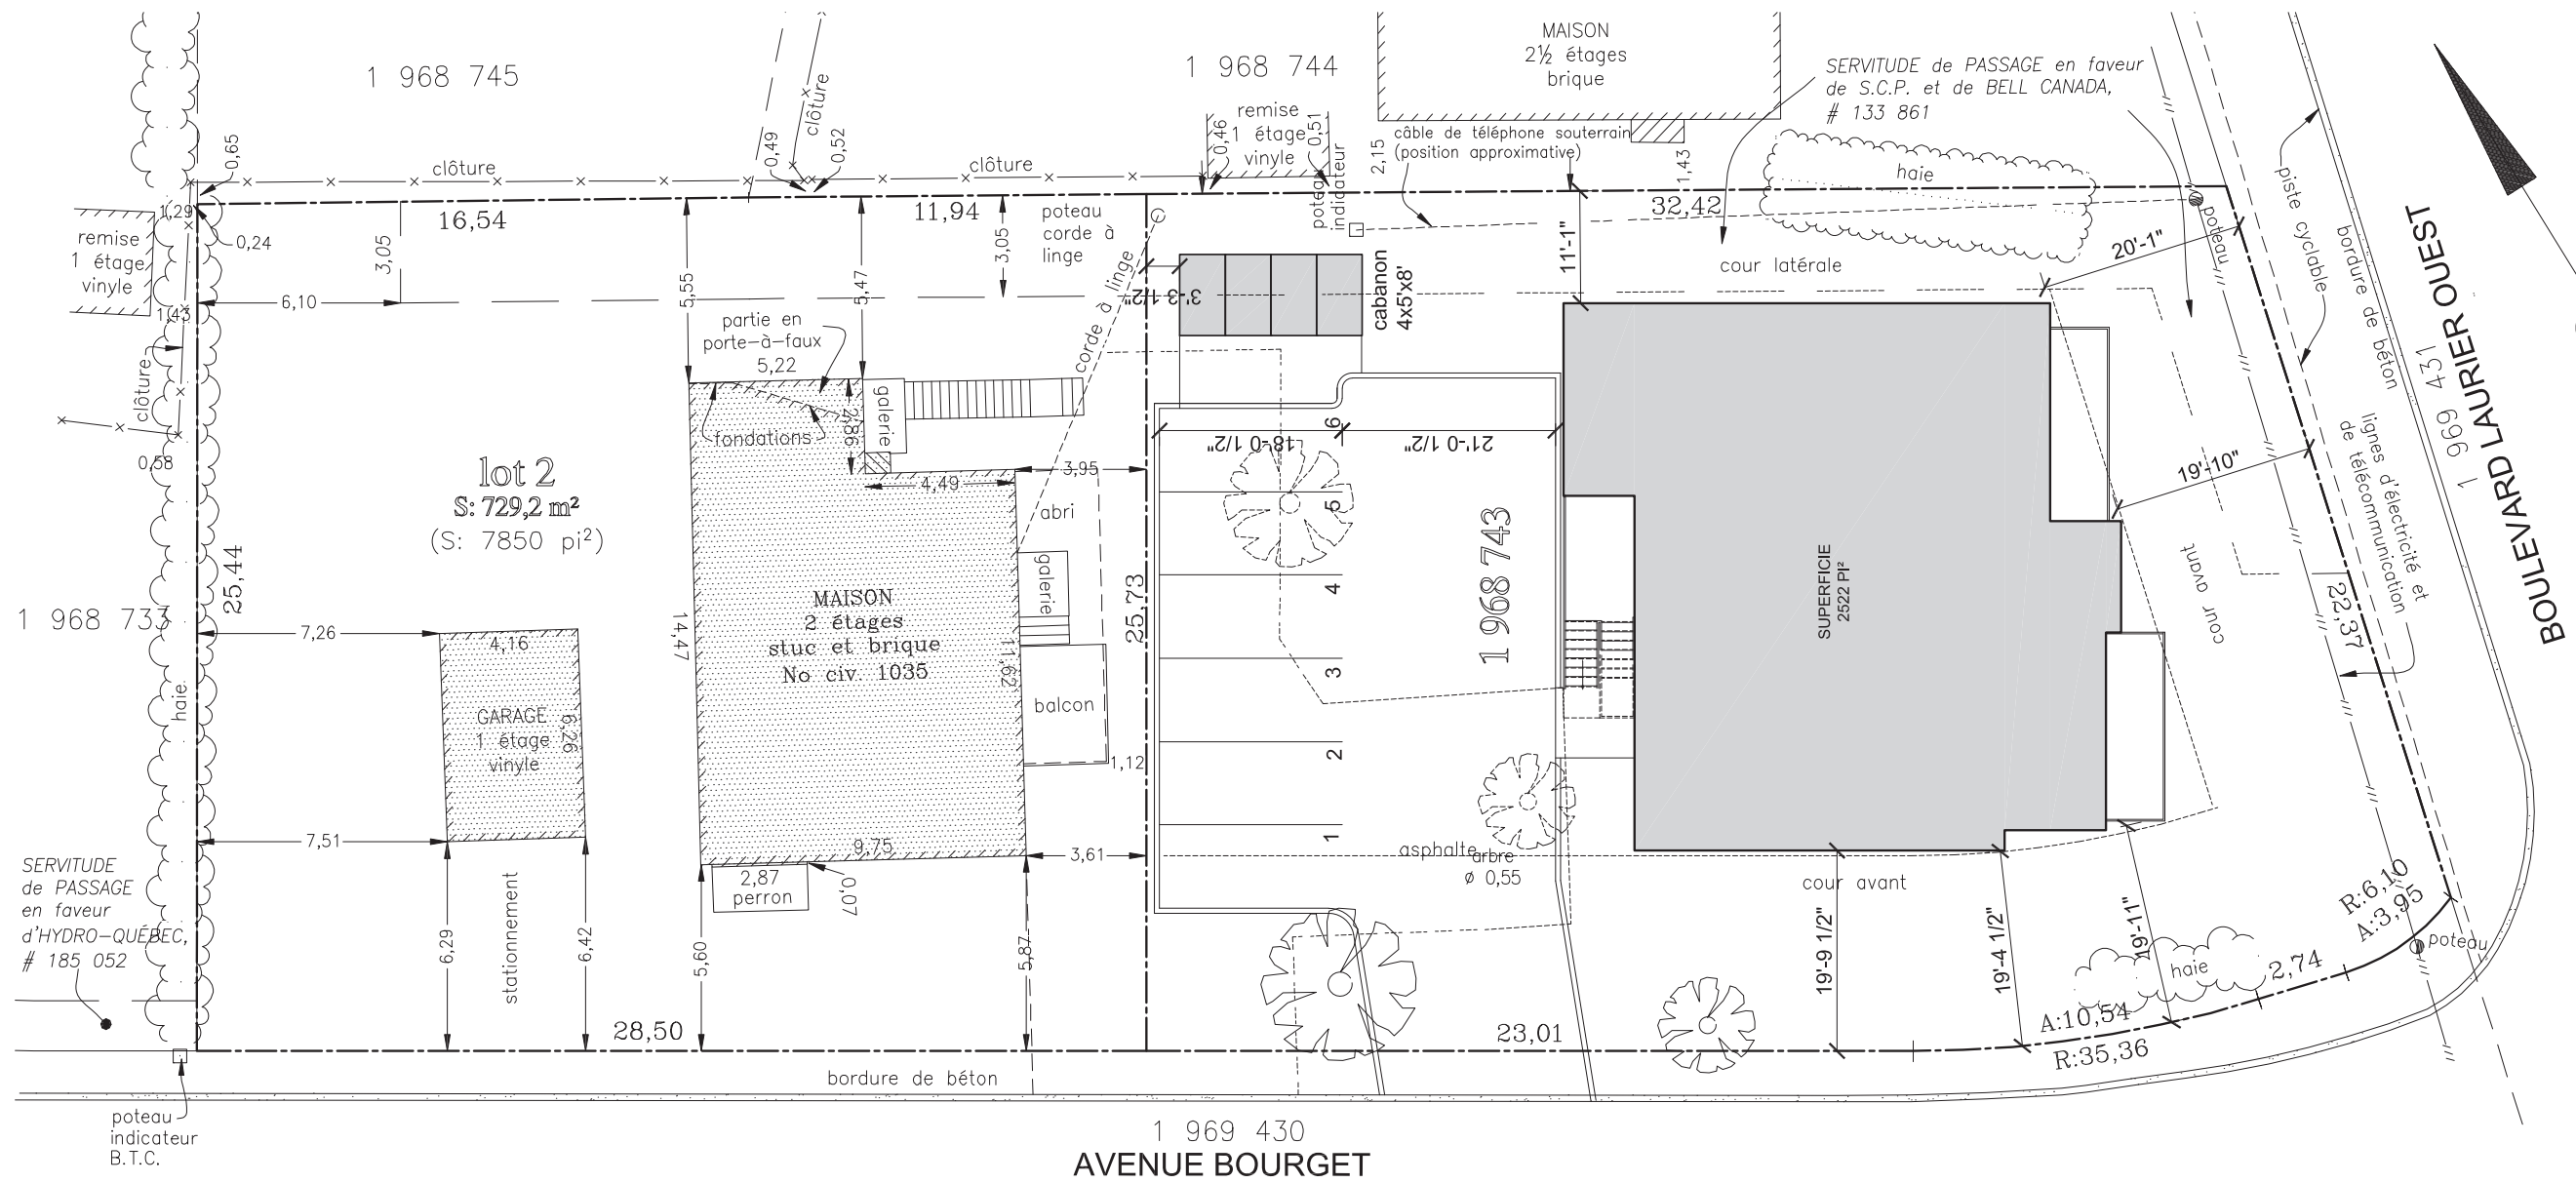 1 968 745
1 968 744
MAISON
2½ étages
brique
SERVITUDE de PASSAGE en faveur
de S.C.P. et de BELL CANADA,
# 133 861
clôture
0,65
clôture
0,49
0,52
clôture
0,46
remise
1 étage
vinyle
0,51
poteau
indicateur
câble de téléphone souterrain
(position approximative)
2,15
1,43
haie
piste cyclable
bordure de béton
BOULEVARD LAURIER OUEST
1 969 431
1,29
0,24
remise
1 étage
vinyle
1,43
16,54
11,94
32,42
3,05
6,10
5,55
5,47
3,05
poteau
corde à
linge
corde à linge
3'-3 1/2"
cabanon
4x5'x8'
11'-1"
cour latérale
20'-1"
poteau
partie en
porte-à-faux
5,22
clôture
0,58
fondations
2,86
galerie
18'-0 1/2"
21'-0 1/2"
19'-10"
lignes d'électricité et
de télécommunication
lot 2
S: 729,2 m²
(S: 7850 pi²)
4,49
3,95
abri
galerie
25,44
25,73
1 968 733
haie
7,26
4,16
GARAGE
1 étage
vinyle
6,26
7,51
14,47
MAISON
2 étages
stuc et brique
No civ. 1035
11,62
balcon
1,12
9,75
3,61
6
5
4
3
2
1
1 968 743
SUPERFICIE
2522 PI²
cour avant
22,37
asphalte
arbre
ø 0,55
cour avant
SERVITUDE
de PASSAGE
en faveur
d'HYDRO-QUÉBEC,
# 185 052
2,87
perron
0,07
6,29
stationnement
6,42
5,60
5,87
19'-9 1/2"
19'-4 1/2"
19'-11"
haie
R:6,10
A:3,95
poteau
2,74
A:10,54
R:35,36
28,50
23,01
bordure de béton
poteau
indicateur
B.T.C.
1 969 430
AVENUE BOURGET